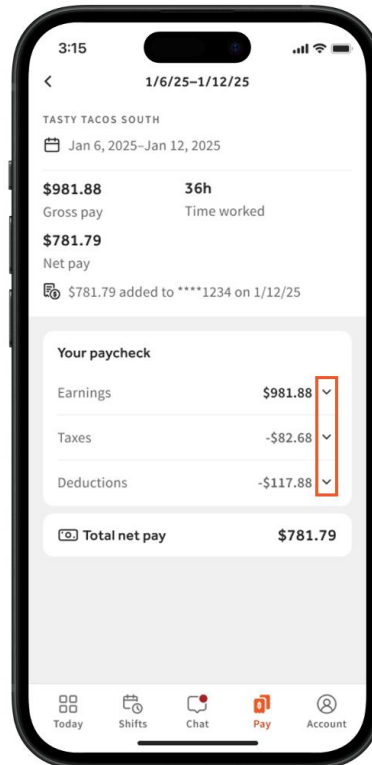 3:15
1/6/25–1/12/25
TASTY TACOS SOUTH
Jan 6, 2025–Jan 12, 2025
$981.88 36h
Gross pay Time worked
$781.79
Net pay
$781.79 added to ****1234 on 1/12/25
Your paycheck
Earnings $981.88
Taxes -$82.68
Deductions -$117.88
Total net pay $781.79
Today Shifts Chat Pay Account